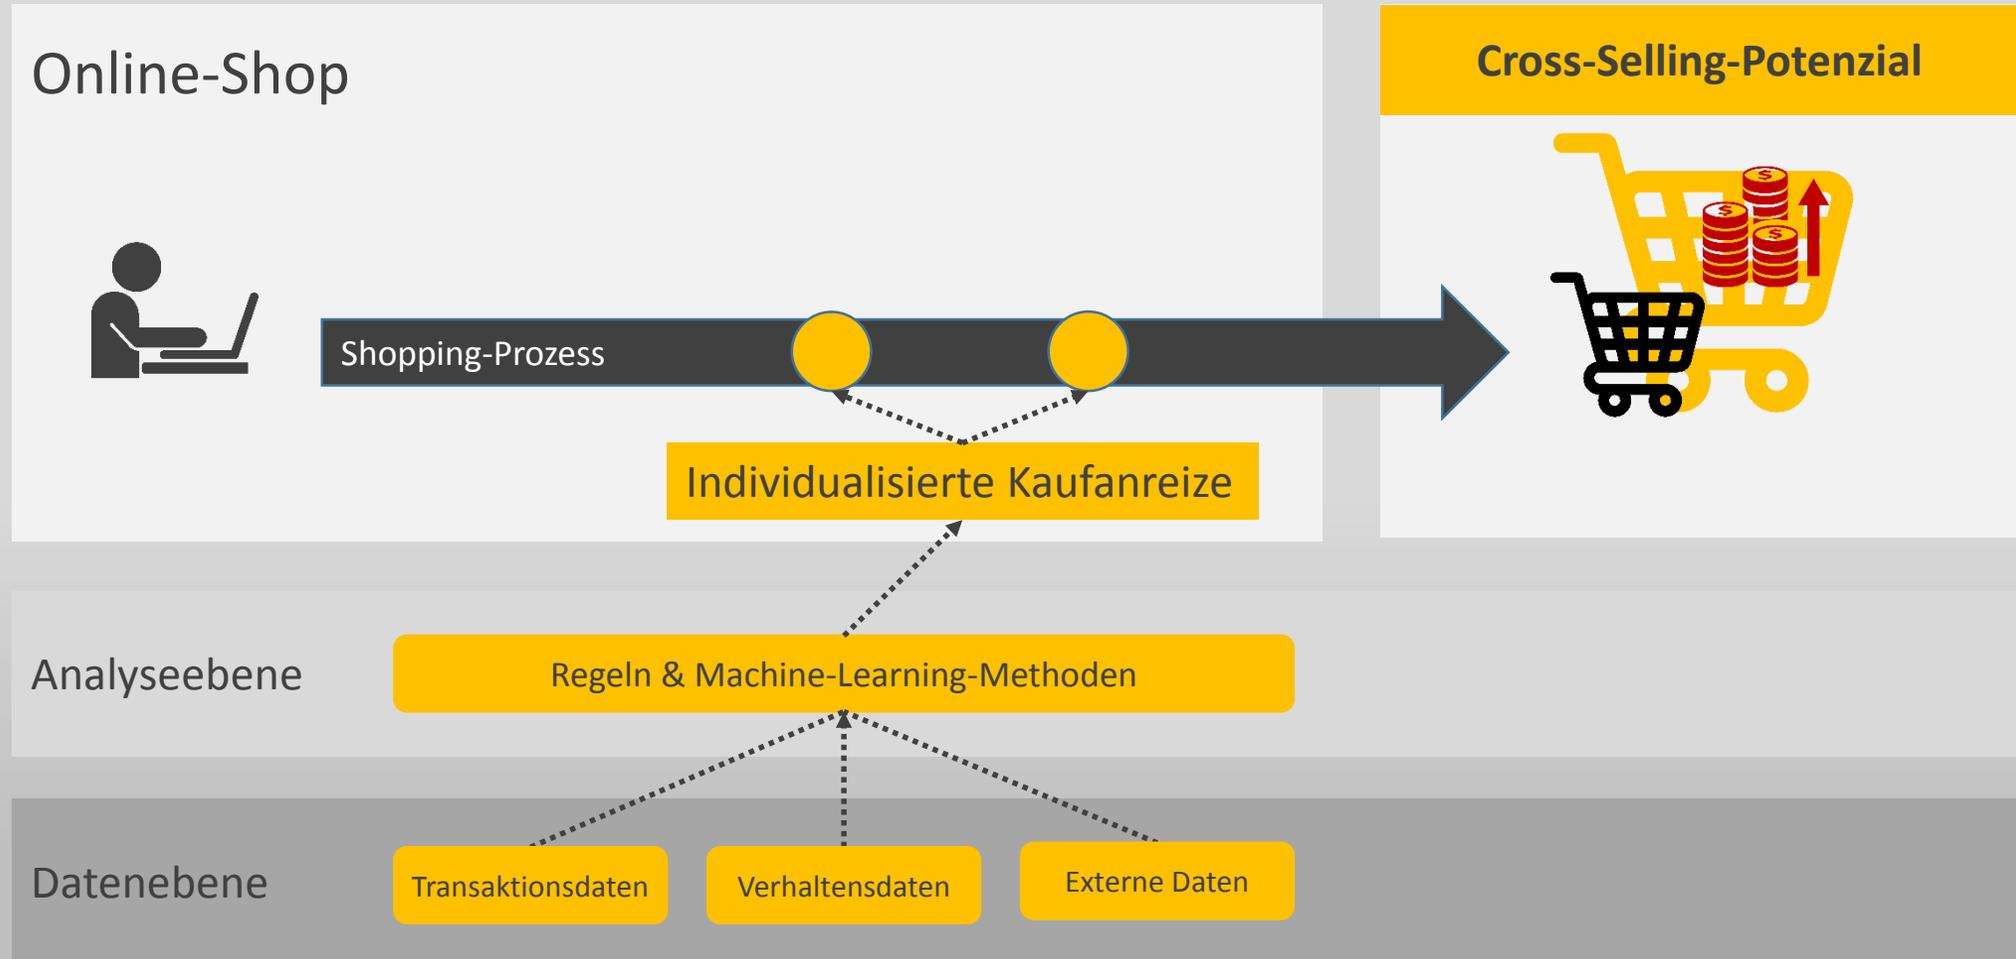 Online-Shop
Cross-Selling-Potenzial
Shopping-Prozess
Individualisierte Kaufanreize
Analyseebene
Regeln & Machine-Learning-Methoden
Datenebene
Transaktionsdaten
Verhaltensdaten
Externe Daten
$
$
$